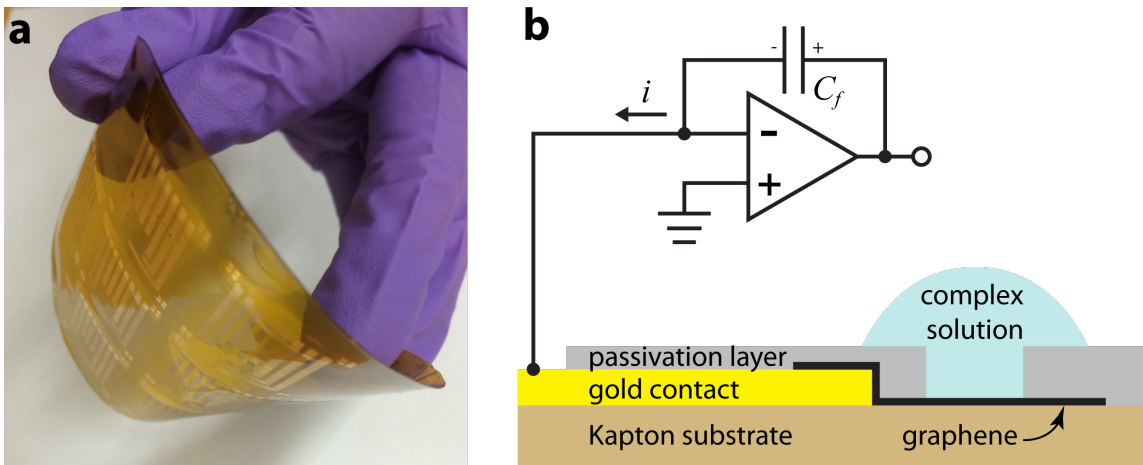 a
b
- +
i
C_f
-
+
complex
solution
passivation layer
gold contact
Kapton substrate
graphene